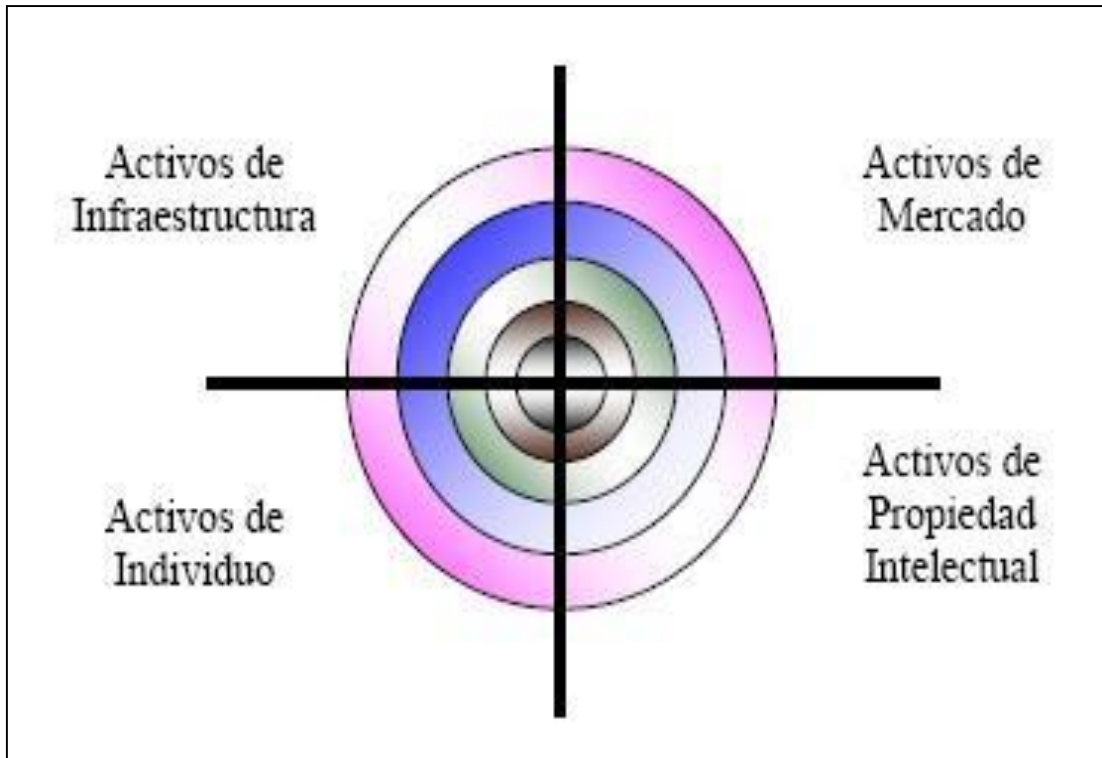 Activos de
Infraestructura
Activos de
Mercado
Activos de
Individuo
Activos de
Propiedad
Intelectual